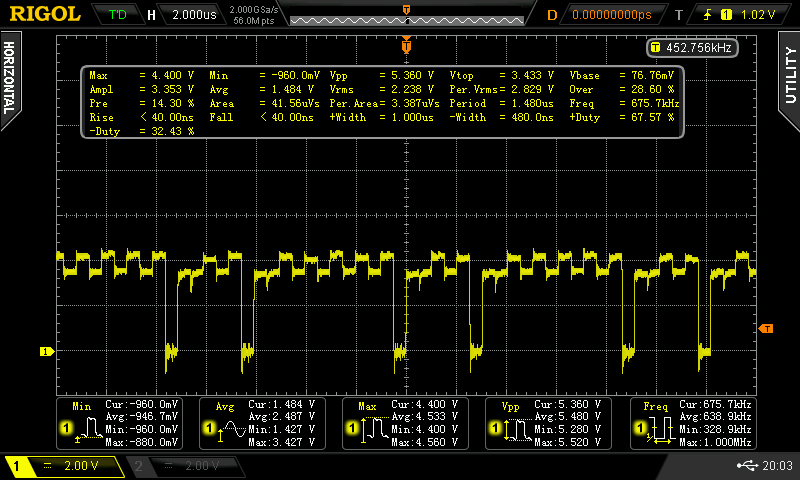 RIGOL T'D H 2.000us 2.000GSa/s 56.0M pts T D 0.00000000ps T 1 1.02 V
HORIZONTAL
UTILITY
T 452.756kHz
Max = 4.400 V Min = -960.0mV Vpp = 5.360 V Vtop = 3.433 V Vbase = 76.76mV
Ampl = 3.353 V Avg = 1.484 V Vrms = 2.238 V Per.Vrms= 2.829 V Over = 28.60 %
Pre = 14.30 % Area = 41.56uVs Per.Area= 3.387uVs Period = 1.480us Freq = 675.7kHz
Rise < 40.00ns Fall < 40.00ns +Width = 1.000us -Width = 480.0ns +Duty = 67.57 %
-Duty = 32.43 %
T
1
T
Min Cur:-960.0mV
Avg:-946.7mV
1 Min:-960.0mV
Max:-880.0mV
Avg Cur:1.484 V
Avg:2.487 V
1 Min:1.427 V
Max:3.427 V
Max Cur:4.400 V
Avg:4.533 V
1 Min:4.400 V
Max:4.560 V
Vpp Cur:5.360 V
Avg:5.480 V
1 Min:5.280 V
Max:5.520 V
Freq Cur:675.7kHz
Avg:638.9kHz
1 Min:328.9kHz
Max:1.000MHz
1 = 2.00 V 2 = 2.00 V 20:03